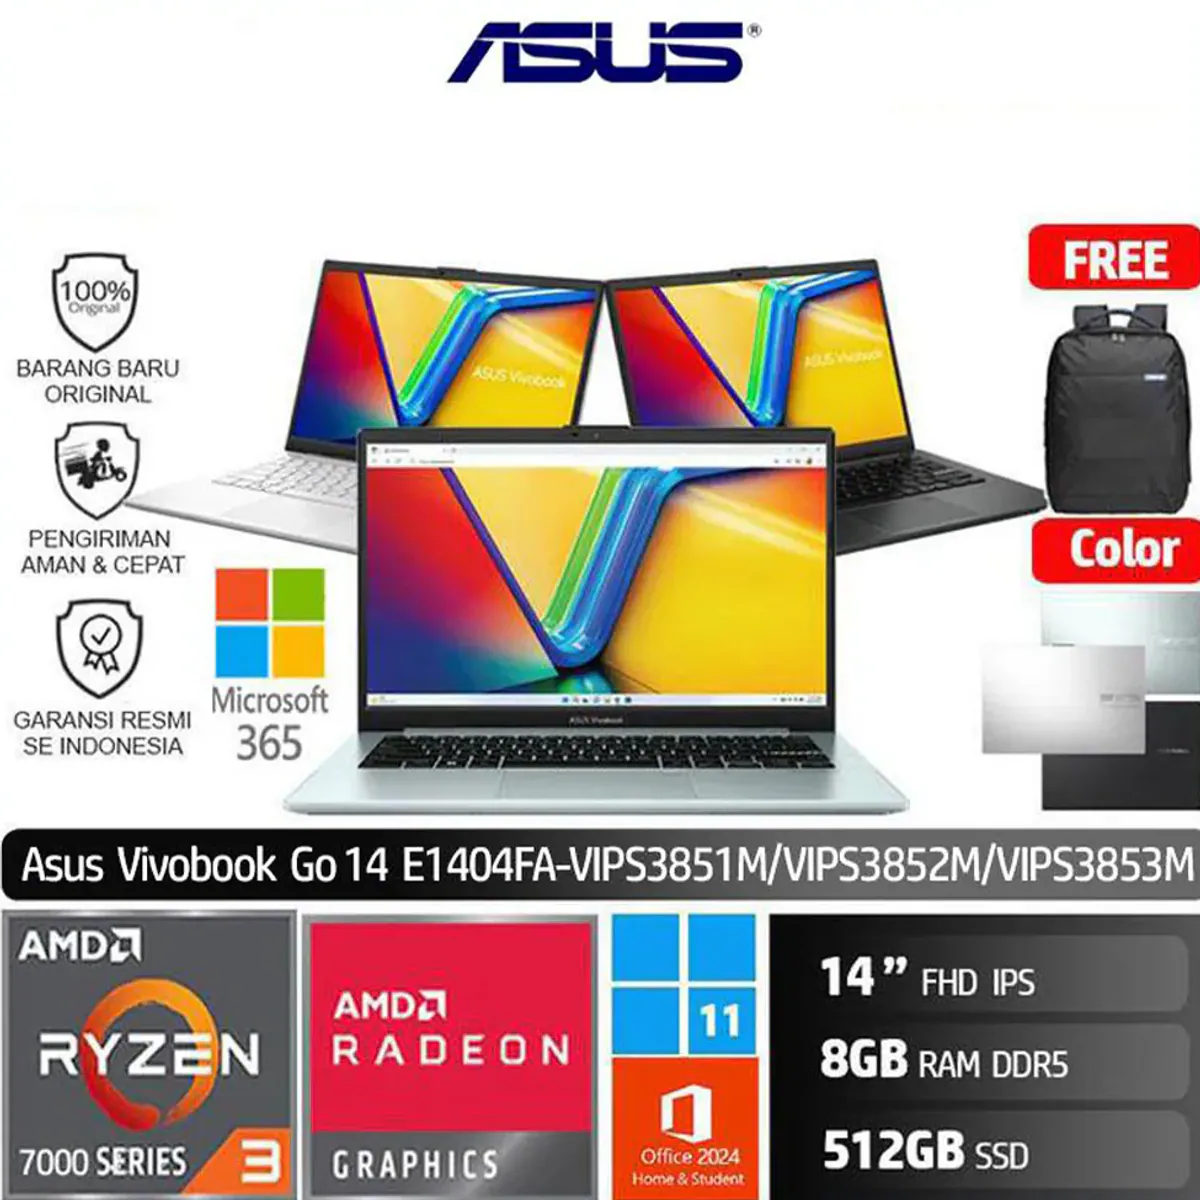 ASUS®
100%
Original
BARANG BARU
ORIGINAL
PENGIRIMAN
AMAN & CEPAT
GARANSI RESMI
SE INDONESIA
Microsoft
365
ASUS Vivobook
ASUS Vivobook
ASUS Vivobook
FREE
Color
Asus Vivobook Go 14 E1404FA-VIPS3851M/VIPS3852M/VIPS3853M
AMD
RYZEN
7000 SERIES 3
AMD
RADEON
GRAPHICS
11
Office 2024
Home & Student
14” FHD IPS
8GB RAM DDR5
512GB SSD